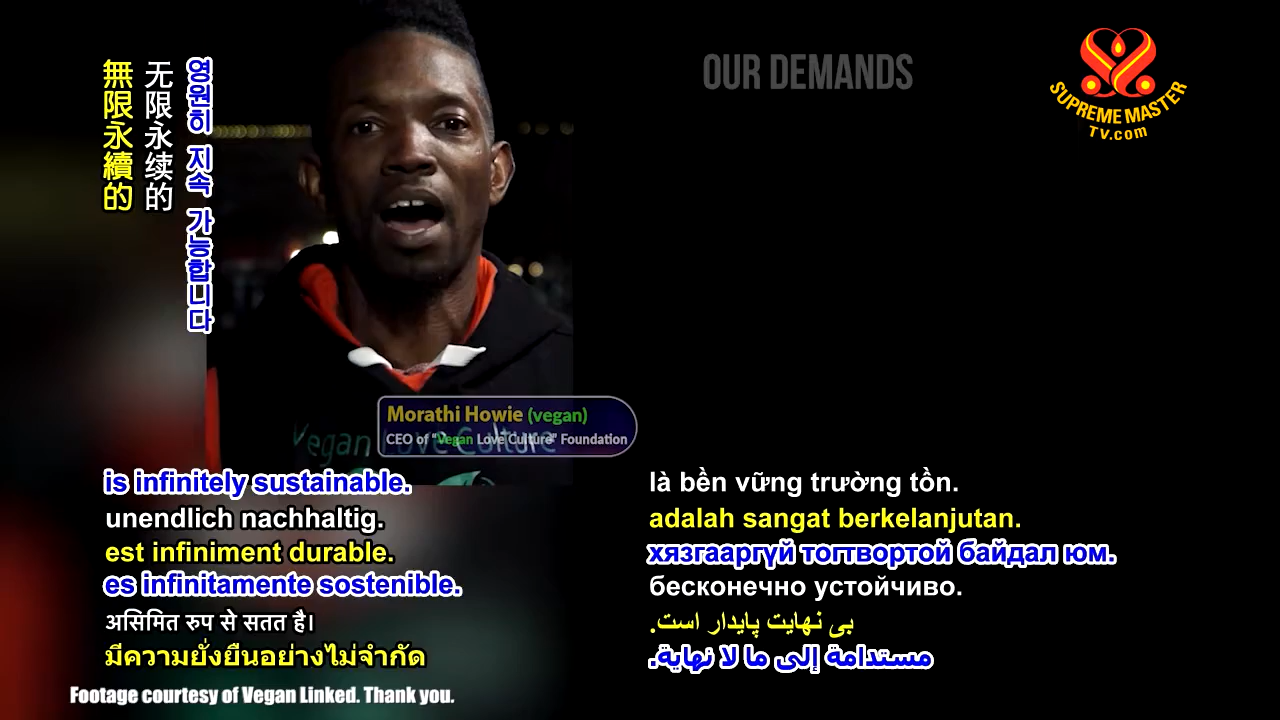 OUR DEMANDS
SUPREME MASTER
TV.com
無限永續的
无限永续的
영원히 지속 가능합니다
Morathi Howie (vegan)
CEO of "Vegan Love Culture" Foundation
Vegan Love Culture
is infinitely sustainable.
unendlich nachhaltig.
est infiniment durable.
es infinitamente sostenible.
असिमित रुप से सतत है।
มีความยั่งยืนอย่างไม่จำกัด
là bền vững trường tồn.
adalah sangat berkelanjutan.
хязгааргүй тогтвортой байдал юм.
бесконечно устойчиво.
بی نهایت پایدار است.
مستدامة إلى ما لا نهاية.
Footage courtesy of Vegan Linked. Thank you.